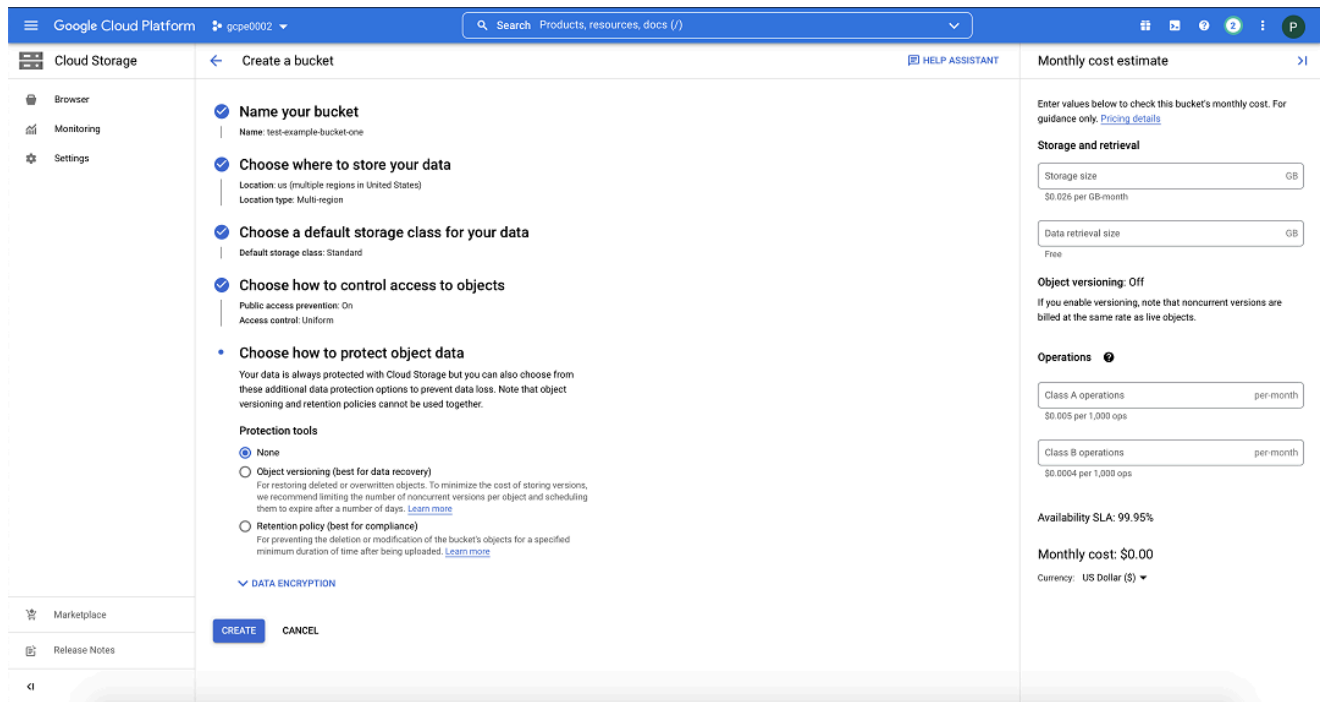 Google Cloud Platform
gcpe0002
Search Products, resources, docs (/)
2
P
Cloud Storage
Create a bucket
HELP ASSISTANT
Monthly cost estimate
Browser
Monitoring
Settings
Name your bucket
Name: test-example-bucket-one
Choose where to store your data
Location: us (multiple regions in United States)
Location type: Multi-region
Choose a default storage class for your data
Default storage class: Standard
Choose how to control access to objects
Public access prevention: On
Access control: Uniform
Choose how to protect object data
Your data is always protected with Cloud Storage but you can also choose from
these additional data protection options to prevent data loss. Note that object
versioning and retention policies cannot be used together.
Protection tools
None
Object versioning (best for data recovery)
For restoring deleted or overwritten objects. To minimize the cost of storing versions,
we recommend limiting the number of noncurrent versions per object and scheduling
them to expire after a number of days. Learn more
Retention policy (best for compliance)
For preventing the deletion or modification of the bucket's objects for a specified
minimum duration of time after being uploaded. Learn more
DATA ENCRYPTION
CREATE
CANCEL
Enter values below to check this bucket's monthly cost. For
guidance only. Pricing details
Storage and retrieval
Storage size GB
$0.026 per GB-month
Data retrieval size GB
Free
Object versioning: Off
If you enable versioning, note that noncurrent versions are
billed at the same rate as live objects.
Operations ?
Class A operations per-month
$0.005 per 1,000 ops
Class B operations per-month
$0.0004 per 1,000 ops
Availability SLA: 99.95%
Monthly cost: $0.00
Currency: US Dollar ($)
Marketplace
Release Notes